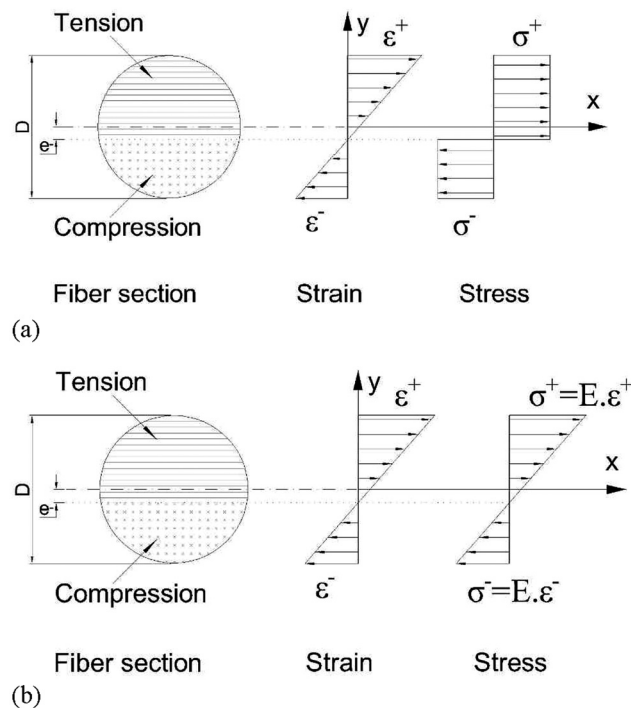 Tension
y
ε⁺
σ⁺
x
D
e
Compression
ε⁻
σ⁻
Fiber section
Strain
Stress
(a)
Tension
y
ε⁺
σ⁺=E.ε⁺
x
D
e
Compression
ε⁻
σ⁻=E.ε⁻
Fiber section
Strain
Stress
(b)